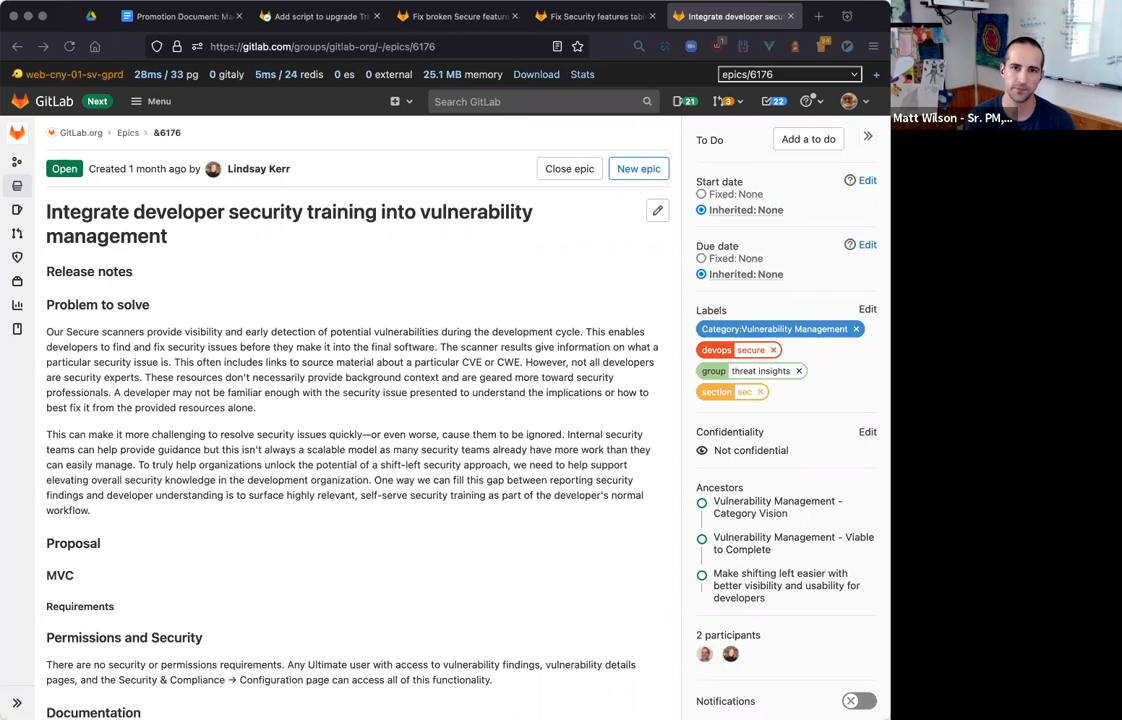 Promotion Document: Ma
Add script to upgrade Tr
Fix broken Secure feature
Fix Security features tabl
Integrate developer secu
https://gitlab.com/groups/gitlab-org/-/epics/6176
web-cny-01-sv-gprd 28ms / 33 pg 0 gitaly 5ms / 24 redis 0 es 0 external 25.1 MB memory Download Stats epics/6176 +
GitLab Next Menu Search GitLab 21 3 22
Matt Wilson - Sr. PM,...
GitLab.org > Epics > &6176
Open Created 1 month ago by Lindsay Kerr Close epic New epic
Integrate developer security training into vulnerability
management
Release notes
Problem to solve
Our Secure scanners provide visibility and early detection of potential vulnerabilities during the development cycle. This enables
developers to find and fix security issues before they make it into the final software. The scanner results give information on what a
particular security issue is. This often includes links to source material about a particular CVE or CWE. However, not all developers
are security experts. These resources don't necessarily provide background context and are geared more toward security
professionals. A developer may not be familiar enough with the security issue presented to understand the implications or how to
best fix it from the provided resources alone.
This can make it more challenging to resolve security issues quickly—or even worse, cause them to be ignored. Internal security
teams can help provide guidance but this isn't always a scalable model as many security teams already have more work than they
can easily manage. To truly help organizations unlock the potential of a shift-left security approach, we need to help support
elevating overall security knowledge in the development organization. One way we can fill this gap between reporting security
findings and developer understanding is to surface highly relevant, self-serve security training as part of the developer's normal
workflow.
Proposal
MVC
Requirements
Permissions and Security
There are no security or permissions requirements. Any Ultimate user with access to vulnerability findings, vulnerability details
pages, and the Security & Compliance → Configuration page can access all of this functionality.
Documentation
To Do Add a to do
Start date Edit
Fixed: None
Inherited: None
Due date Edit
Fixed: None
Inherited: None
Labels Edit
Category:Vulnerability Management
devops secure
group threat insights
section sec
Confidentiality Edit
Not confidential
Ancestors
Vulnerability Management -
Category Vision
Vulnerability Management - Viable
to Complete
Make shifting left easier with
better visibility and usability for
developers
2 participants
Notifications